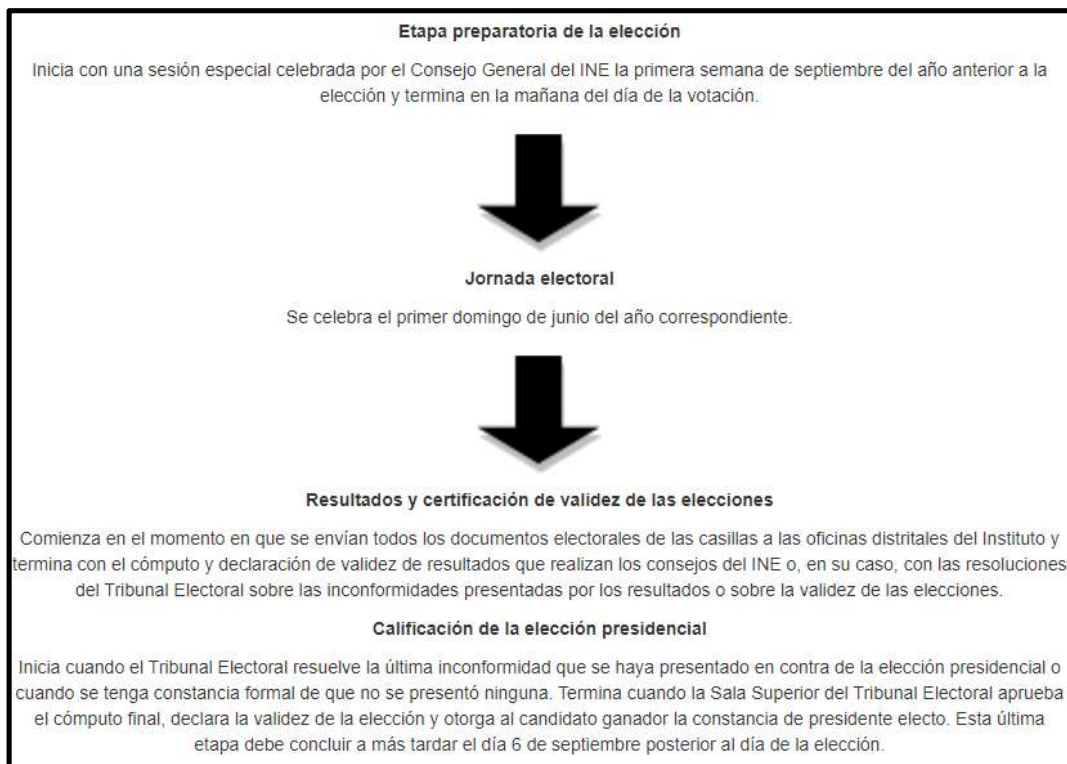 Etapa preparatoria de la elección
Inicia con una sesión especial celebrada por el Consejo General del INE la primera semana de septiembre del año anterior a la
elección y termina en la mañana del día de la votación.
Jornada electoral
Se celebra el primer domingo de junio del año correspondiente.
Resultados y certificación de validez de las elecciones
Comienza en el momento en que se envían todos los documentos electorales de las casillas a las oficinas distritales del Instituto y
termina con el cómputo y declaración de validez de resultados que realizan los consejos del INE o, en su caso, con las resoluciones
del Tribunal Electoral sobre las inconformidades presentadas por los resultados o sobre la validez de las elecciones.
Calificación de la elección presidencial
Inicia cuando el Tribunal Electoral resuelve la última inconformidad que se haya presentado en contra de la elección presidencial o
cuando se tenga constancia formal de que no se presentó ninguna. Termina cuando la Sala Superior del Tribunal Electoral aprueba
el cómputo final, declara la validez de la elección y otorga al candidato ganador la constancia de presidente electo. Esta última
etapa debe concluir a más tardar el día 6 de septiembre posterior al día de la elección.